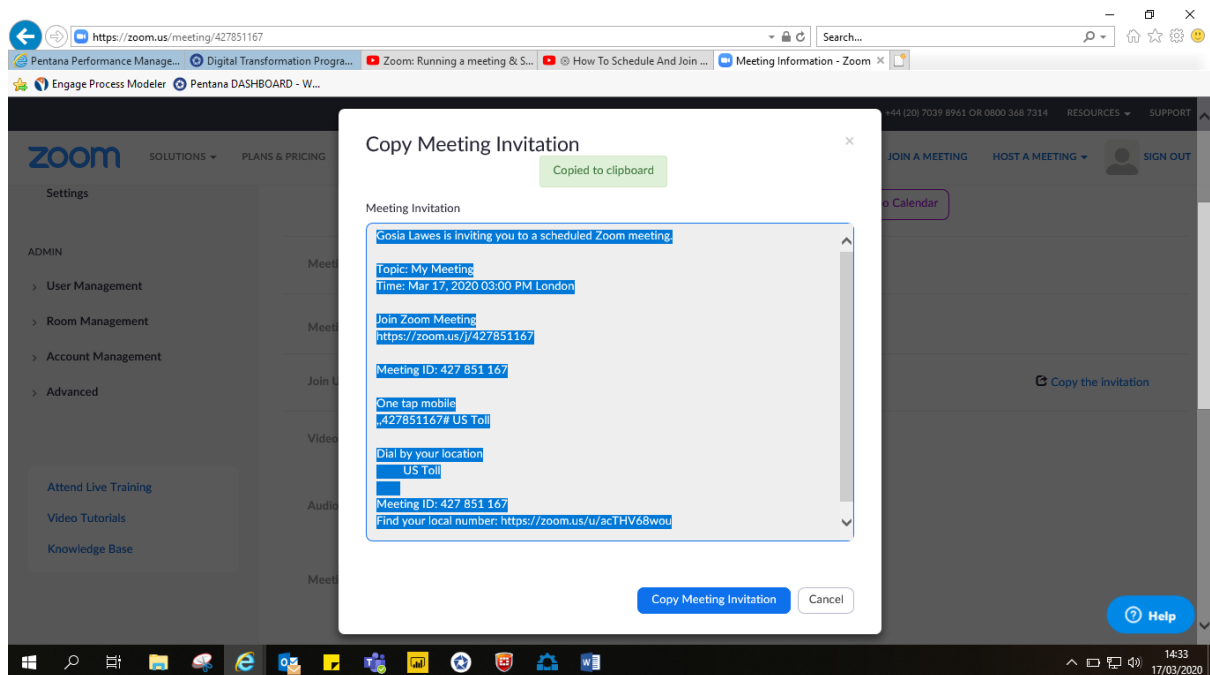 https://zoom.us/meeting/427851167
Search...
Pentana Performance Manage...
Digital Transformation Progra...
Zoom: Running a meeting & S...
How To Schedule And Join ...
Meeting Information - Zoom
Engage Process Modeler
Pentana DASHBOARD - W...
+44 (20) 7039 8961 OR 0800 368 7314
RESOURCES
SUPPORT
zoom
SOLUTIONS
PLANS & PRICING
JOIN A MEETING
HOST A MEETING
SIGN OUT
Settings
ADMIN
User Management
Room Management
Account Management
Advanced
Attend Live Training
Video Tutorials
Knowledge Base
Meeti
Meeti
Join U
Video
Audio
Meeti
o Calendar
Copy the invitation
Copy Meeting Invitation
Copied to clipboard
Meeting Invitation
Gosia Lawes is inviting you to a scheduled Zoom meeting.
Topic: My Meeting
Time: Mar 17, 2020 03:00 PM London
Join Zoom Meeting
https://zoom.us/j/427851167
Meeting ID: 427 851 167
One tap mobile
,,427851167# US Toll
Dial by your location
US Toll
Meeting ID: 427 851 167
Find your local number: https://zoom.us/u/acTHV68wou
Copy Meeting Invitation
Cancel
Help
14:33
17/03/2020